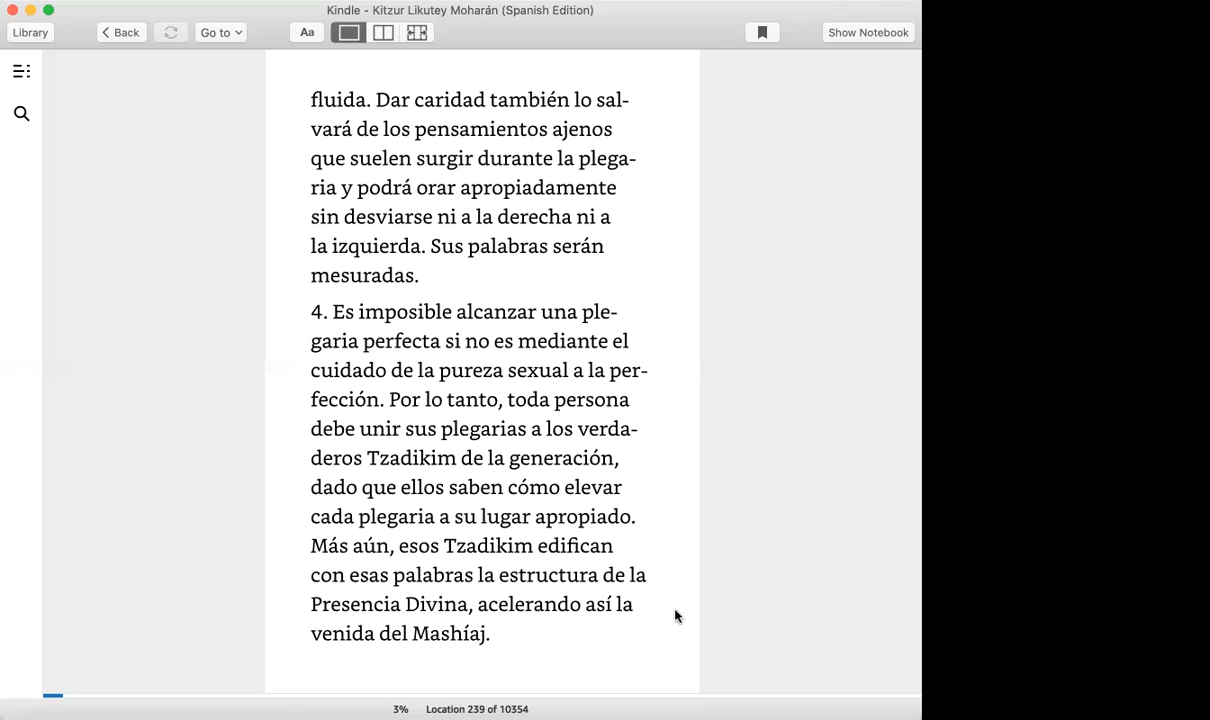 Kindle - Kitzur Likutey Moharán (Spanish Edition)
Library
Back
Go to
Aa
Show Notebook
fluida. Dar caridad también lo sal-
vará de los pensamientos ajenos
que suelen surgir durante la plega-
ria y podrá orar apropiadamente
sin desviarse ni a la derecha ni a
la izquierda. Sus palabras serán
mesuradas.
4. Es imposible alcanzar una ple-
garia perfecta si no es mediante el
cuidado de la pureza sexual a la per-
fección. Por lo tanto, toda persona
debe unir sus plegarias a los verda-
deros Tzadikim de la generación,
dado que ellos saben cómo elevar
cada plegaria a su lugar apropiado.
Más aún, esos Tzadikim edifican
con esas palabras la estructura de la
Presencia Divina, acelerando así la
venida del Mashíaj.
3% Location 239 of 10354